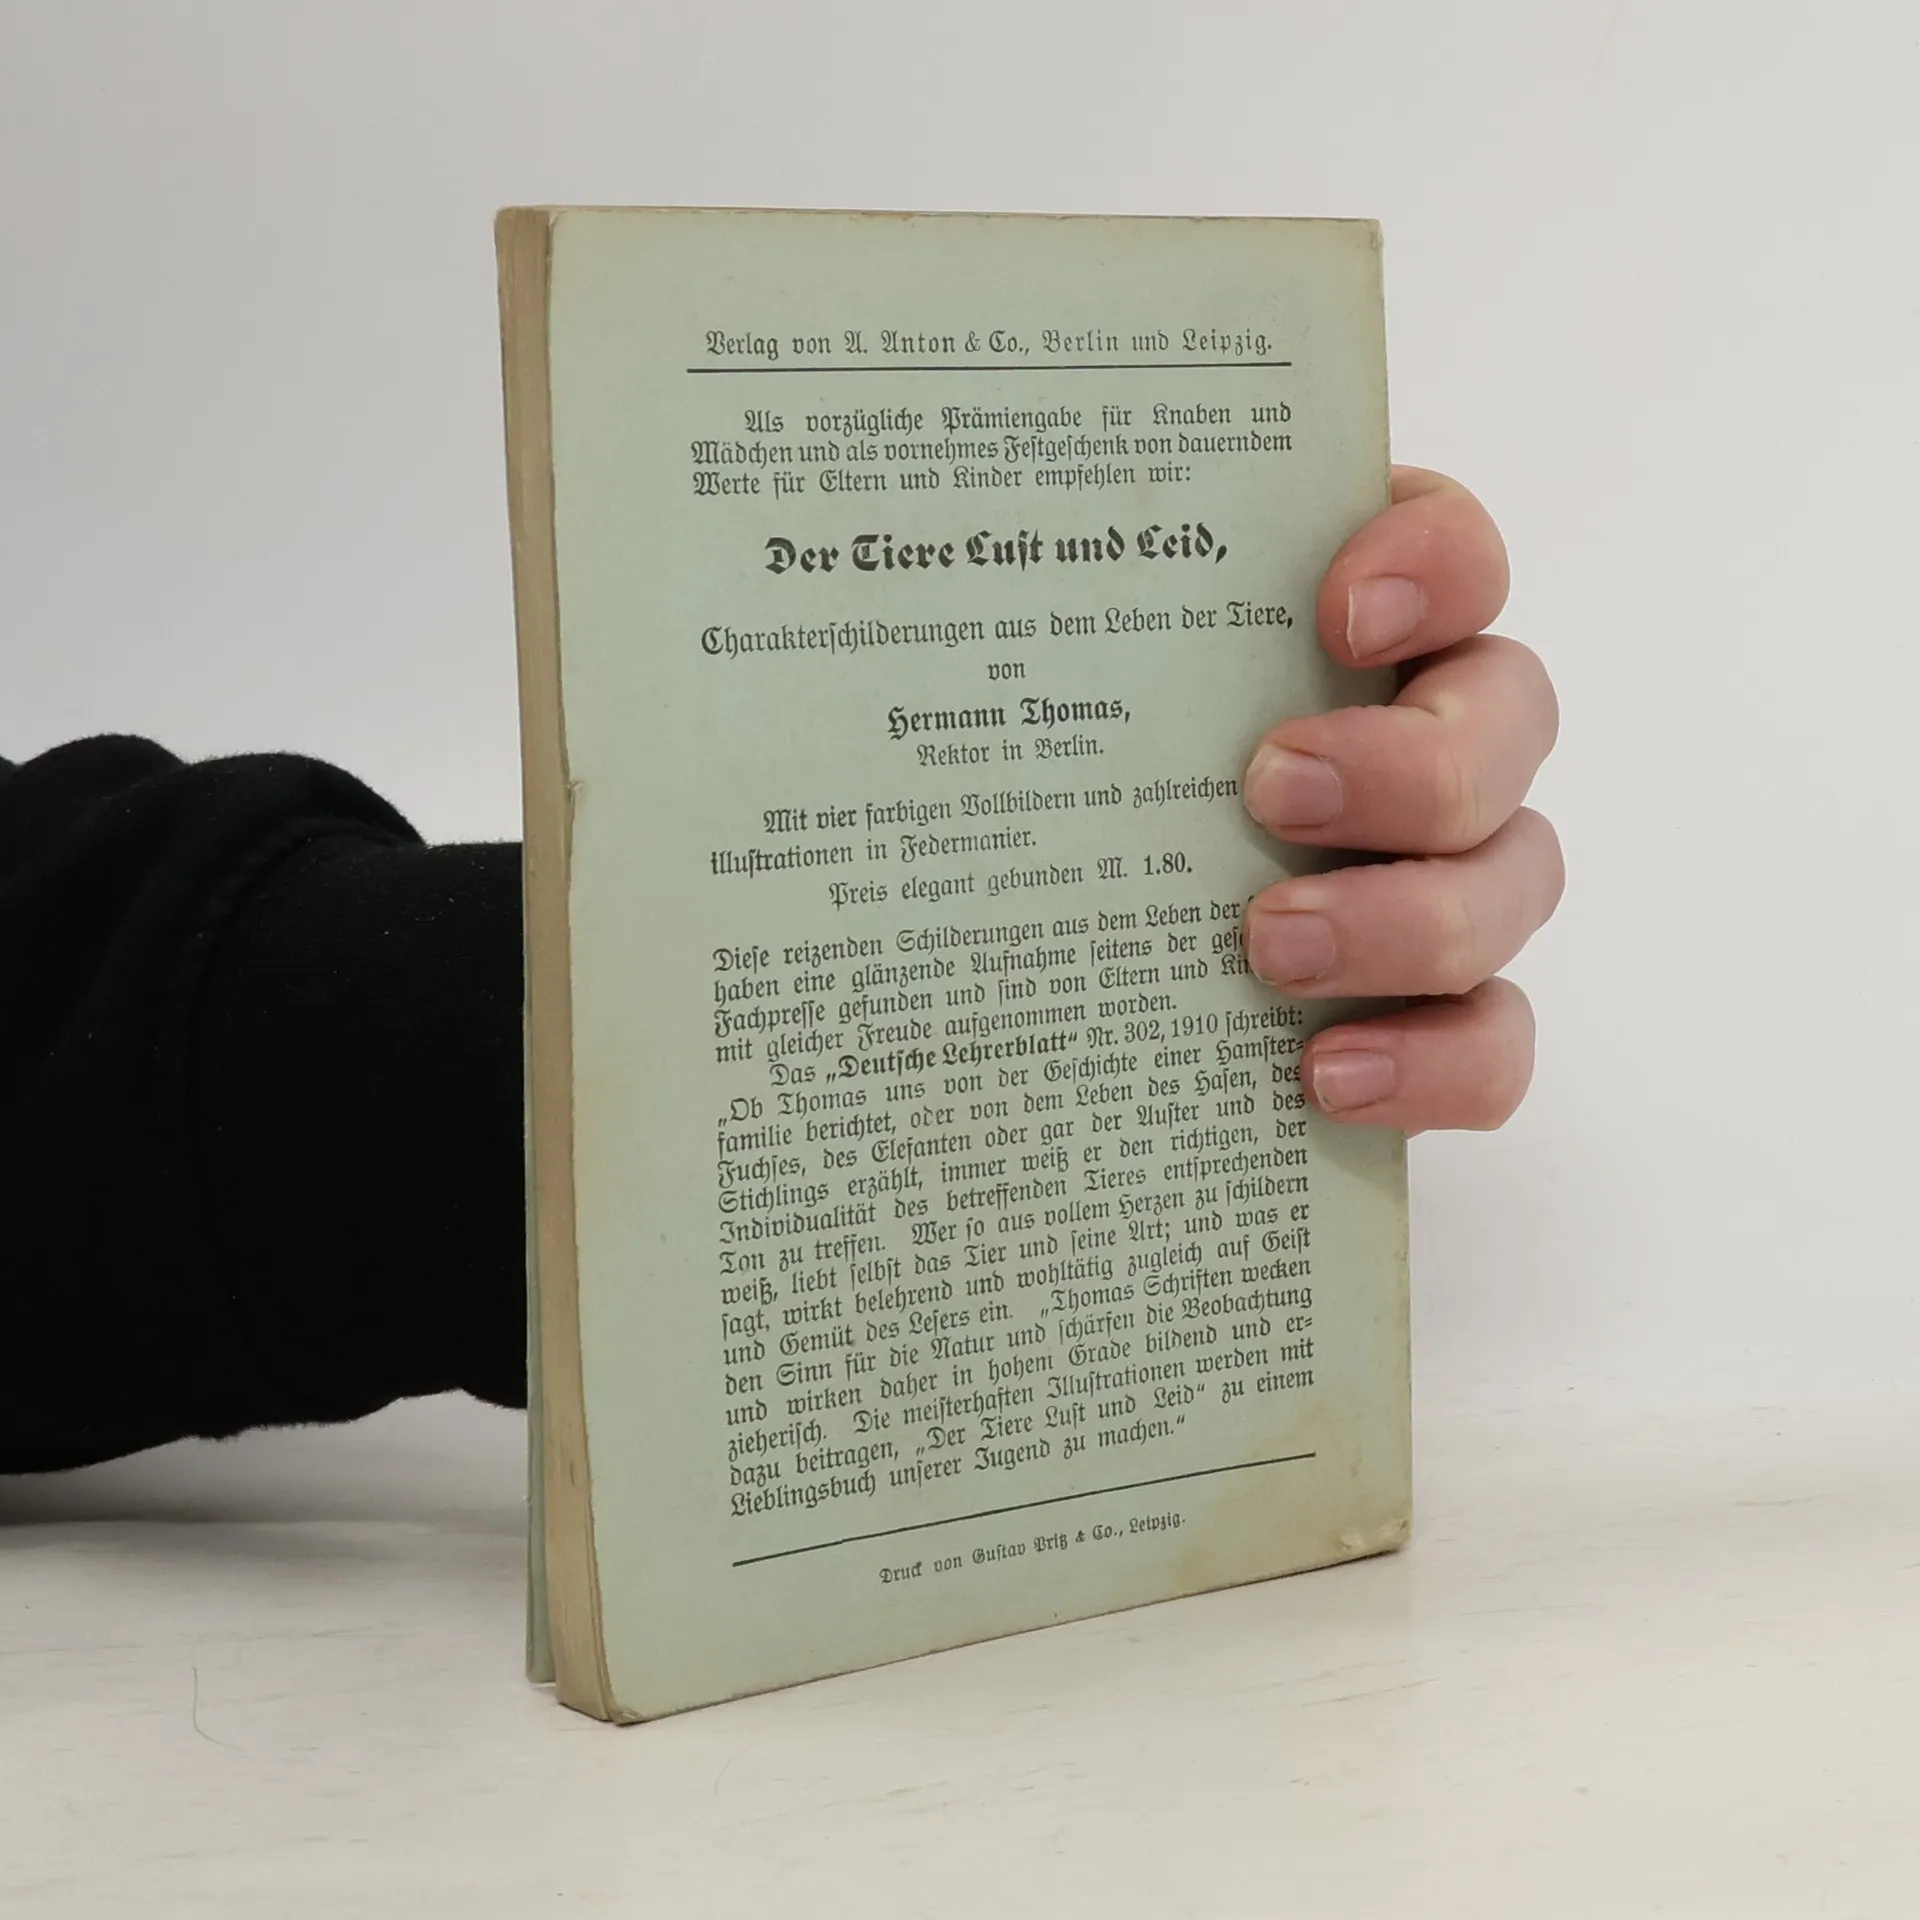 Verlag von A. Anton & Co., Berlin und Leipzig.
Als vorzügliche Prämiengabe für Knaben und
Mädchen und als vornehmes Festgeschenk von dauerndem
Werte für Eltern und Kinder empfehlen wir:
Der Tiere Lust und Leid,
Charakterschilderungen aus dem Leben der Tiere,
von
Hermann Thomas,
Rektor in Berlin.
Mit vier farbigen Vollbildern und zahlreichen
illustrationen in Federmanier.
Preis elegant gebunden M. 1.80.
Diese reizenden Schilderungen aus dem Leben der
haben eine glänzende Aufnahme seitens der
Fachpresse gefunden und sind von Eltern und
mit gleicher Freude aufgenommen worden.
Das „Deutsche Lehrerblatt“ Nr. 302, 1910 schreibt:
„Ob Thomas uns von der Geschichte einer Hamster-
familie berichtet, oder von dem Leben des Hasen, des
Fuchses, des Elefanten oder gar der Auster und des
Stichlings erzählt, immer weiß er den richtigen, der
Individualität des betreffenden Tieres entsprechenden
Ton zu treffen. Wer so aus vollem Herzen zu schildern
weiß, liebt selbst das Tier und seine Art; und was er
sagt, wirkt belehrend und wohltätig zugleich auf Geist
und Gemüt des Lesers ein. „Thomas Schriften wecken
den Sinn für die Natur und schärfen die Beobachtung
und wirken daher in hohem Grade bildend und er-
zieherisch. Die meisterhaften Illustrationen werden mit
dazu beitragen, „Der Tiere Lust und Leid“ zu einem
Lieblingsbuch unserer Jugend zu machen.“
Druck von Gustav Britz & Co., Leipzig.